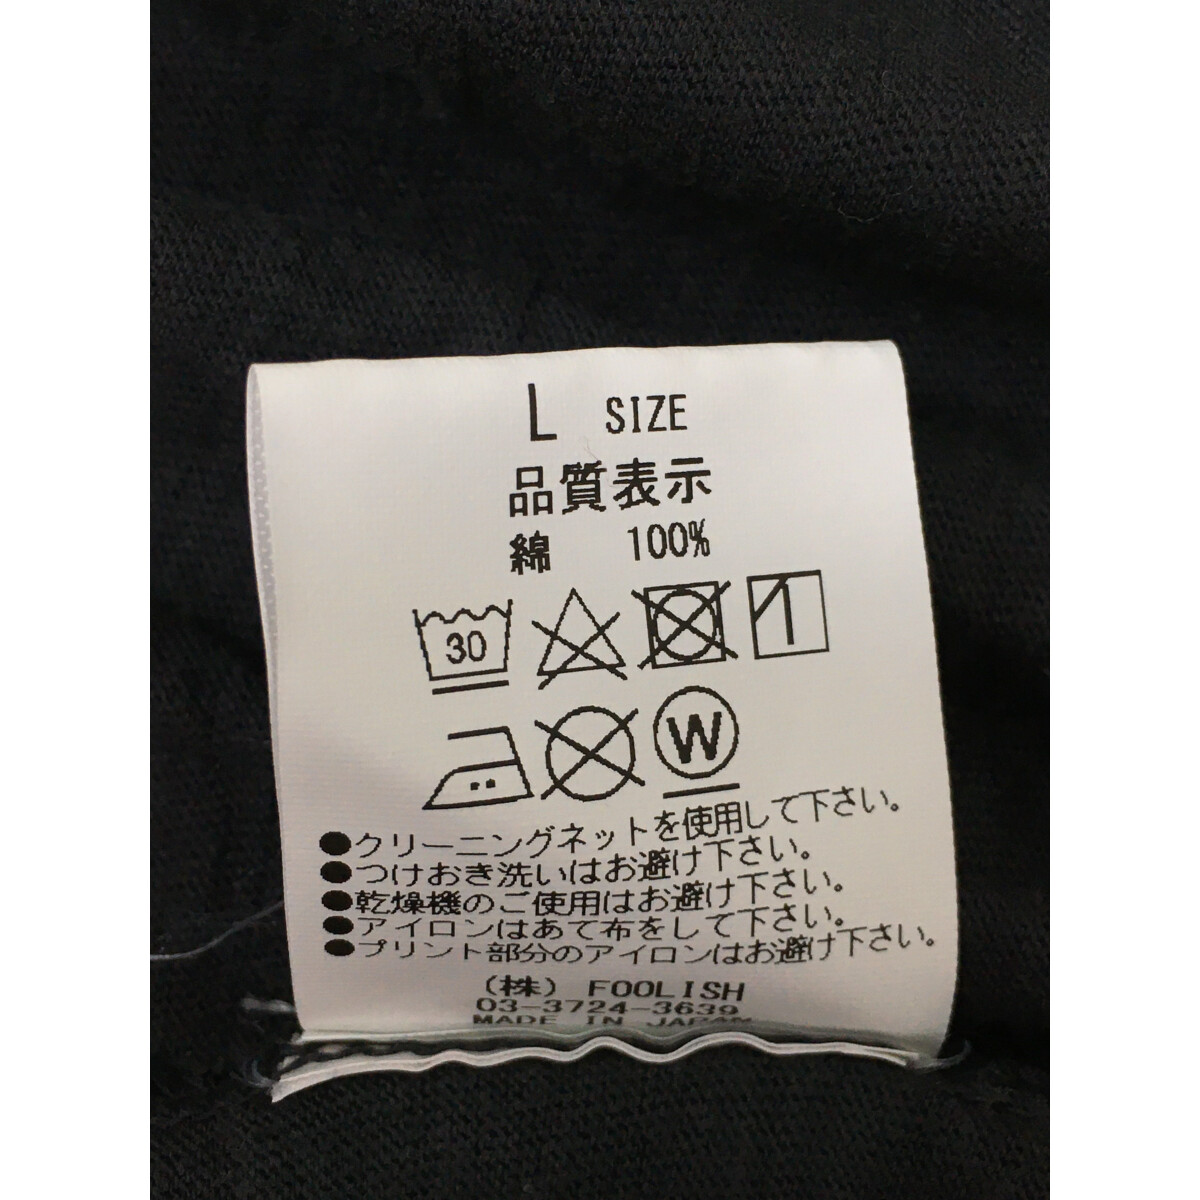 L SIZE
品質表示
綿 100%
30
W
●クリーニングネットを使用して下さい。
●つけおき洗いはお避け下さい。
●乾燥機のご使用はお避け下さい。
●アイロンはあて布をして下さい。
●プリント部分のアイロンはお避け下さい。
(株) FOOLISH
03-3724-3639
MADE IN JAPAN